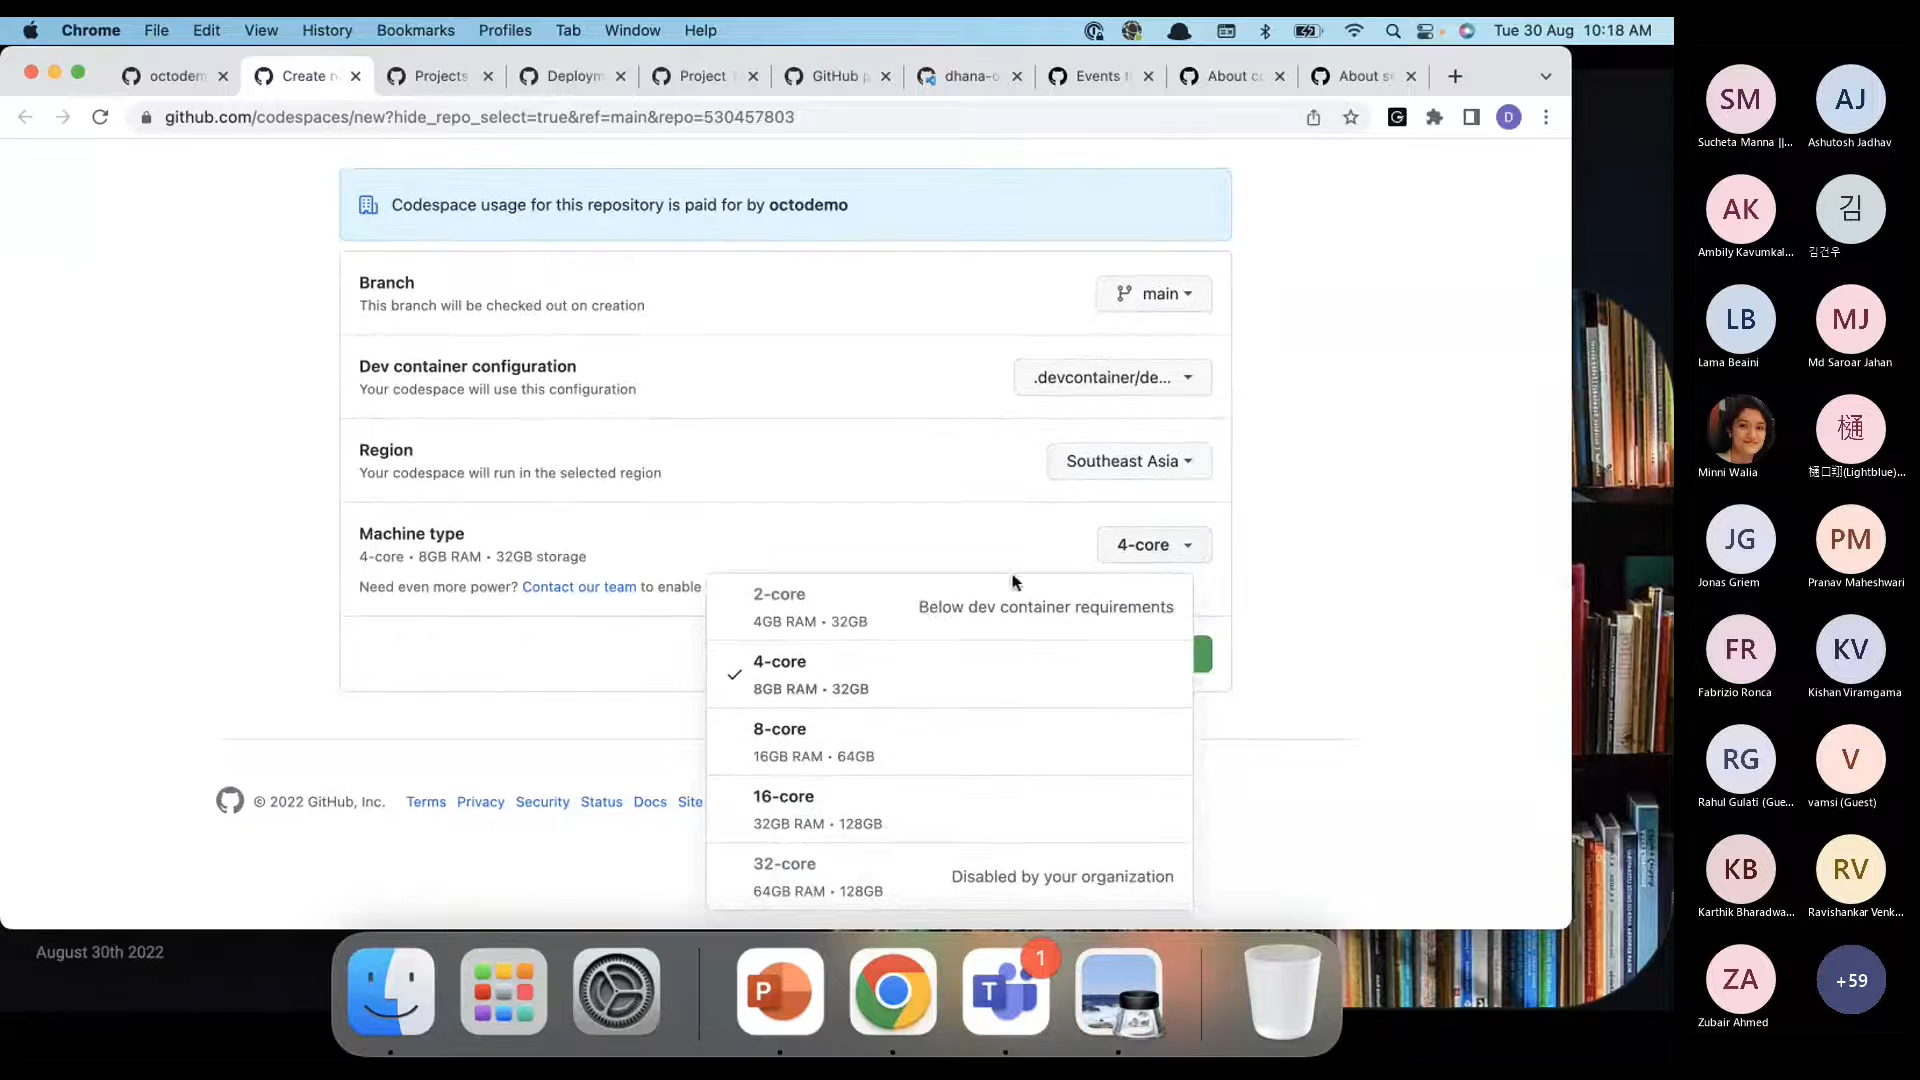 Chrome File Edit View History Bookmarks Profiles Tab Window Help Tue 30 Aug 10:18 AM
octodem Create n Projects Deploym Project GitHub p dhana-o Events t About co About se
github.com/codespaces/new?hide_repo_select=true&ref=main&repo=530457803
D
Codespace usage for this repository is paid for by octodemo
Branch
This branch will be checked out on creation
main
Dev container configuration
Your codespace will use this configuration
.devcontainer/de...
Region
Your codespace will run in the selected region
Southeast Asia
Machine type
4-core • 8GB RAM • 32GB storage
4-core
Need even more power? Contact our team to enable
2-core
4GB RAM • 32GB
Below dev container requirements
4-core
8GB RAM • 32GB
8-core
16GB RAM • 64GB
16-core
32GB RAM • 128GB
32-core
64GB RAM • 128GB
Disabled by your organization
© 2022 GitHub, Inc. Terms Privacy Security Status Docs Site
August 30th 2022
P
T
1
SM AJ
Sucheta Manna ||... Ashutosh Jadhav
AK 김
Ambily Kavumkal... 김건우
LB MJ
Lama Beaini Md Saroar Jahan
樋
Minni Walia 樋口翔(Lightblue)...
JG PM
Jonas Griem Pranav Maheshwari
FR KV
Fabrizio Ronca Kishan Viramgama
RG V
Rahul Gulati (Gue... vamsi (Guest)
KB RV
Karthik Bharadwa... Ravishankar Venk...
ZA +59
Zubair Ahmed